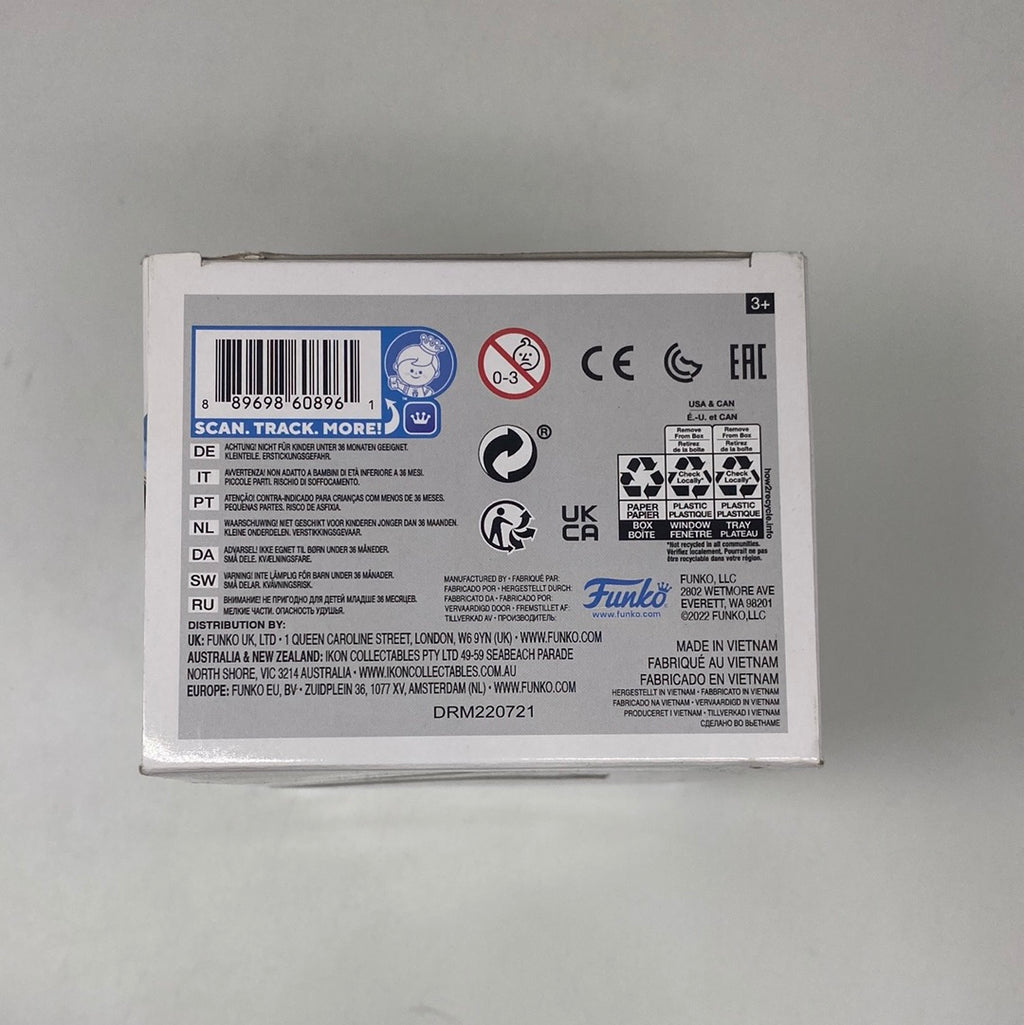 3+
8 89698 60896 1
SCAN. TRACK. MORE!
0-3
CE
EAC
®
UK
CA
USA & CAN
É.-U. et CAN
Remove From Box
Retirez de la boîte
Remove From Box
Retirez de la boîte
Check Locally*
Check Locally*
PAPER
PAPIER
PLASTIC
PLASTIQUE
PLASTIC
PLASTIQUE
BOX
BOÎTE
WINDOW
FENÊTRE
TRAY
PLATEAU
*Not recycled in all communities.
Vérifiez localement. Pourrait ne pas
être recyclable dans votre région.
how2recycle.info
DE ACHTUNG! NICHT FÜR KINDER UNTER 36 MONATEN GEEIGNET.
KLEINTEILE. ERSTICKUNGSGEFAHR.
IT AVVERTENZA! NON ADATTO A BAMBINI DI ETÀ INFERIORE A 36 MESI.
PICCOLE PARTI. RISCHIO DI SOFFOCAMENTO.
PT ATENÇÃO! CONTRA-INDICADO PARA CRIANÇAS COM MENOS DE 36 MESES.
PEQUENAS PARTES. RISCO DE ASFIXIA.
NL WAARSCHUWING! NIET GESCHIKT VOOR KINDEREN JONGER DAN 36 MAANDEN.
KLEINE ONDERDELEN. VERSTIKKINGSGEVAAR.
DA ADVARSEL! IKKE EGNET TIL BØRN UNDER 36 MÅNEDER.
SMÅ DELE. KVÆLNINGSFARE.
SW VARNING! INTE LÄMPLIG FÖR BARN UNDER 36 MÅNADER.
SMÅ DELAR. KVÄVNINGSRISK.
RU ВНИМАНИЕ! НЕ ПРИГОДНО ДЛЯ ДЕТЕЙ МЛАДШЕ 36 МЕСЯЦЕВ.
МЕЛКИЕ ЧАСТИ. ОПАСНОСТЬ УДУШЬЯ.
MANUFACTURED BY • FABRIQUÉ PAR:
FABRICADO POR • HERGESTELLT DURCH:
FABBRICATO DA • FABRICADO POR:
VERVAARDIGD DOOR • FREMSTILLET AF:
TILLVERKAD AV • ПРОИЗВОДИТЕЛЬ:
Funko
www.funko.com
FUNKO, LLC
2802 WETMORE AVE
EVERETT, WA 98201
©2022 FUNKO,LLC
DISTRIBUTION BY:
UK: FUNKO UK, LTD • 1 QUEEN CAROLINE STREET, LONDON, W6 9YN (UK) • WWW.FUNKO.COM
AUSTRALIA & NEW ZEALAND: IKON COLLECTABLES PTY LTD 49-59 SEABEACH PARADE
NORTH SHORE, VIC 3214 AUSTRALIA • WWW.IKONCOLLECTABLES.COM.AU
EUROPE: FUNKO EU, BV • ZUIDPLEIN 36, 1077 XV, AMSTERDAM (NL) • WWW.FUNKO.COM
DRM220721
MADE IN VIETNAM
FABRIQUÉ AU VIETNAM
FABRICADO EN VIETNAM
HERGESTELLT IN VIETNAM • FABBRICATO IN VIETNAM
FABRICADO NA VIETNAM • VERVAARDIGD IN VIETNAM
PRODUCERET I VIETNAM • TILLVERKAD I VIETNAM
СДЕЛАНО ВО ВЬЕТНАМЕ